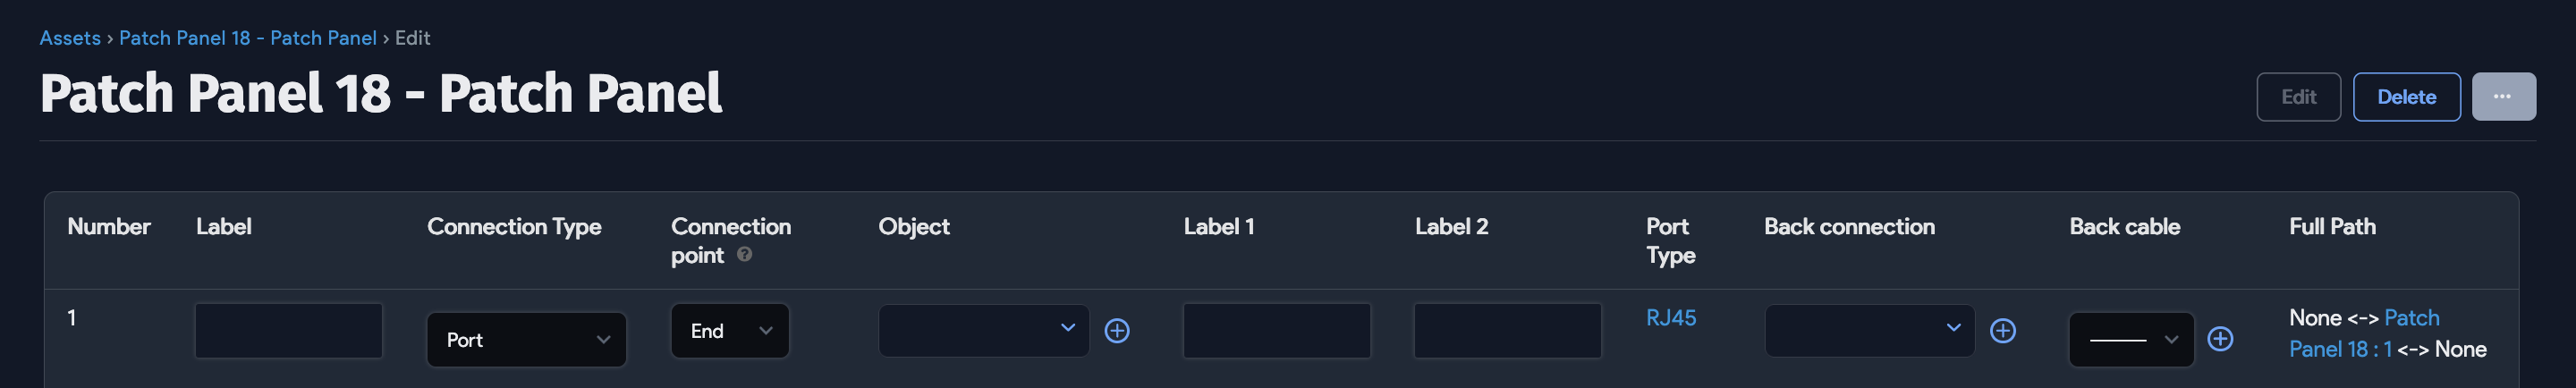 Assets › Patch Panel 18 - Patch Panel › Edit
Patch Panel 18 - Patch Panel
Edit
Delete
...
Number
Label
Connection Type
Connection
point ?
Object
Label 1
Label 2
Port
Type
Back connection
Back cable
Full Path
1
Port
End
RJ45
None <-> Patch
Panel 18 : 1 <-> None